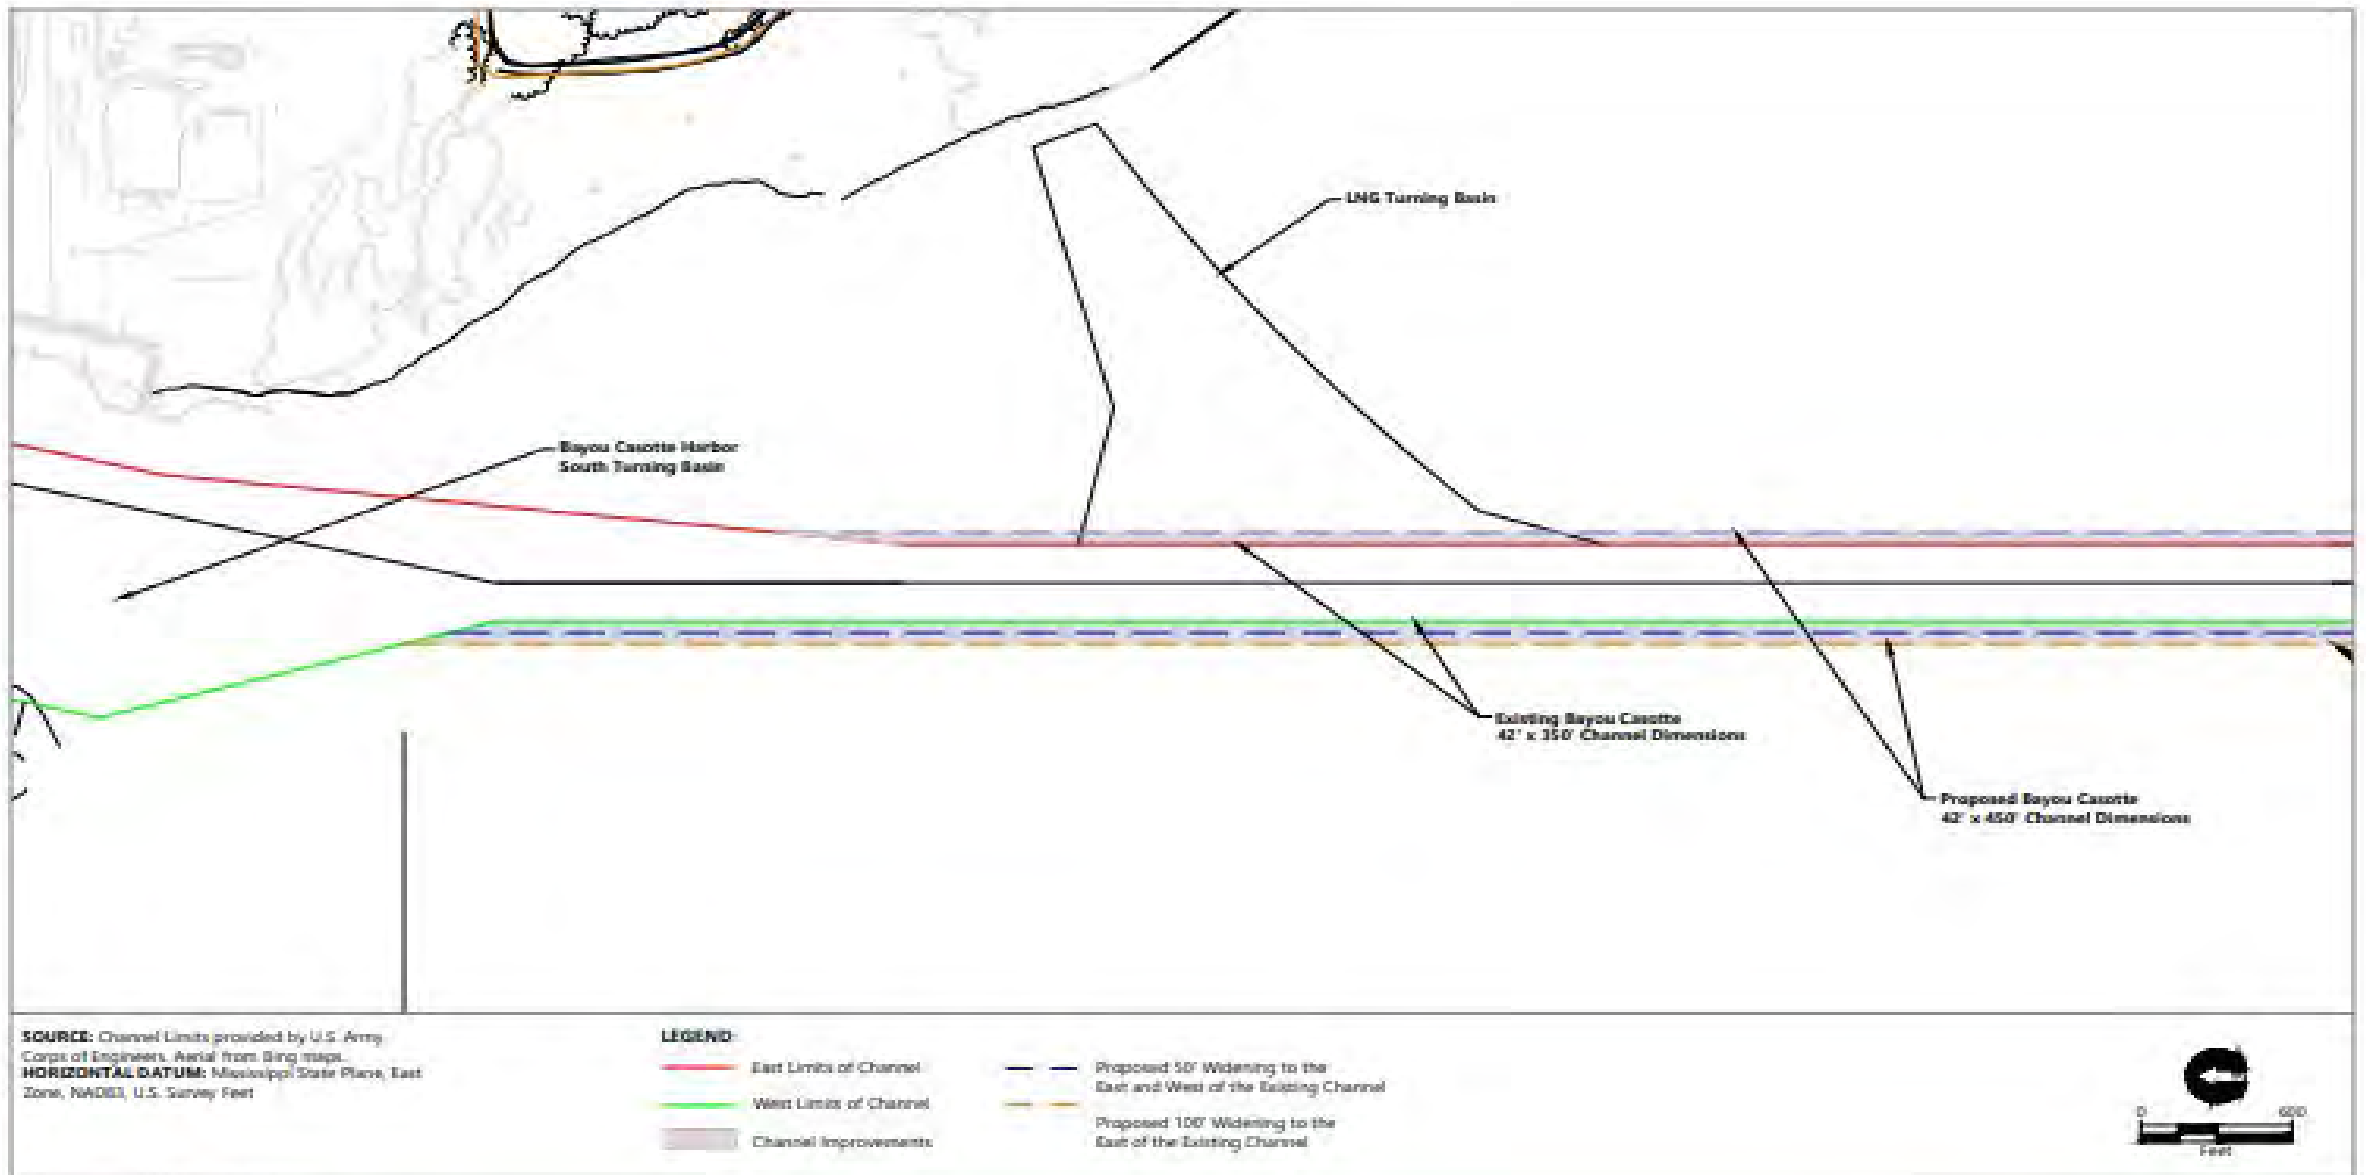 LNG Turning Basin
Bayou Casotte Harbor
South Turning Basin
Existing Bayou Casotte
42' x 350' Channel Dimensions
Proposed Bayou Casotte
42' x 450' Channel Dimensions
SOURCE: Channel Limits provided by U.S. Army
Corps of Engineers. Aerial from Bing maps.
HORIZONTAL DATUM: Mississippi State Plane, East
Zone, NAD83, U.S. Survey Feet
LEGEND:
East Limits of Channel
West Limits of Channel
Channel Improvements
Proposed 50' Widening to the
East and West of the Existing Channel
Proposed 100' Widening to the
East of the Existing Channel
0 600
Feet